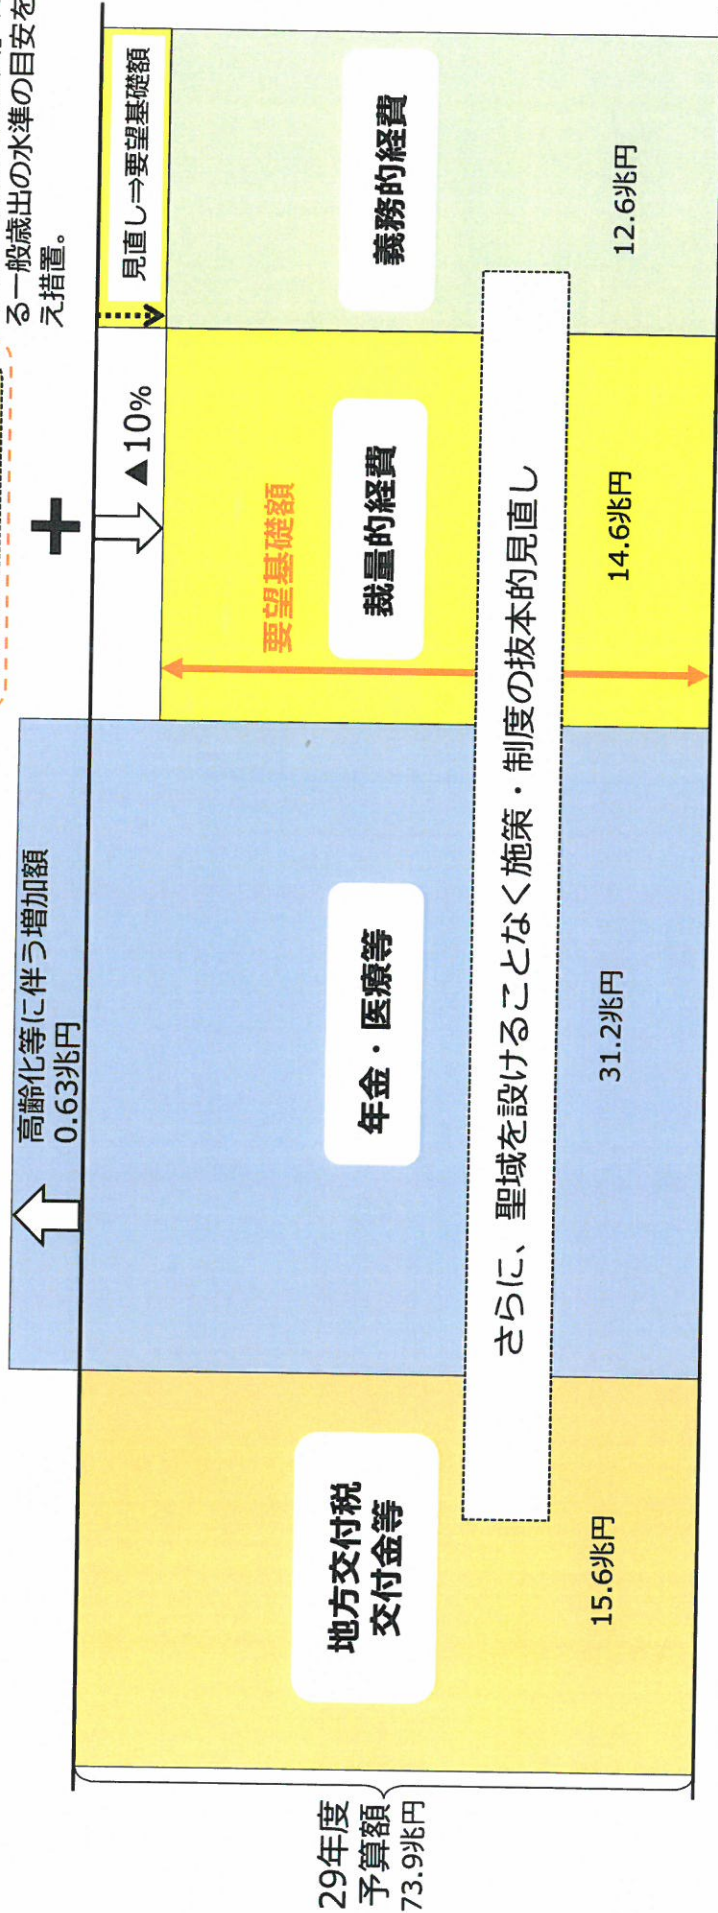 る一般歳出の水準の目安を
え措置。
＋
高齢化等に伴う増加額
0.63兆円
▲10%
見直し⇒要望基礎額
29年度
予算額
73.9兆円
地方交付税
交付金等
15.6兆円
年金・医療等
31.2兆円
要望基礎額
裁量的経費
14.6兆円
義務的経費
12.6兆円
さらに、聖域を設けることなく施策・制度の抜本的見直し